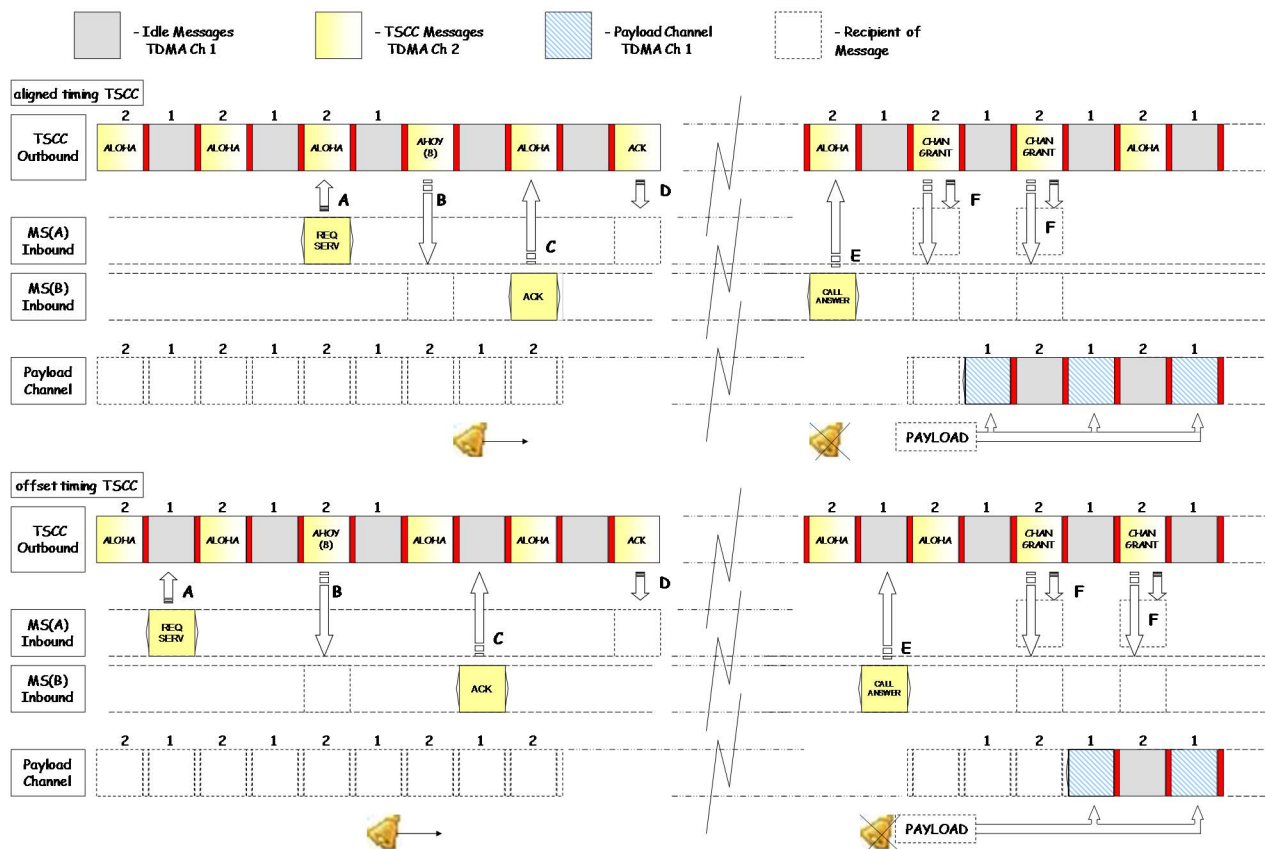 - Idle Messages
TDMA Ch 1
- TSCC Messages
TDMA Ch 2
- Payload Channel
TDMA Ch 1
- Recipient of
Message
aligned timing TSCC
2 1 2 1 2 1 2 1 2 1 2 1
TSCC
Outbound
ALOHA ALOHA ALOHA AHOY
(8) ALOHA ACK ALOHA CHAN
GRANT CHAN
GRANT ALOHA
A B C D E F F
MS(A)
Inbound
REQ
SERV
MS(B)
Inbound
ACK CALL
ANSWER
2 1 2 1 2 1 2 1 2 1 2 1 2 1
Payload
Channel
PAYLOAD
offset timing TSCC
2 1 2 1 2 1 2 1 2 1 2 1 2 1
TSCC
Outbound
ALOHA ALOHA AHOY
(8) ALOHA ALOHA ACK ALOHA ALOHA CHAN
GRANT CHAN
GRANT
A B C D E F F
MS(A)
Inbound
REQ
SERV
MS(B)
Inbound
ACK CALL
ANSWER
2 1 2 1 2 1 2 1 2 1 2 1 2 1
Payload
Channel
PAYLOAD